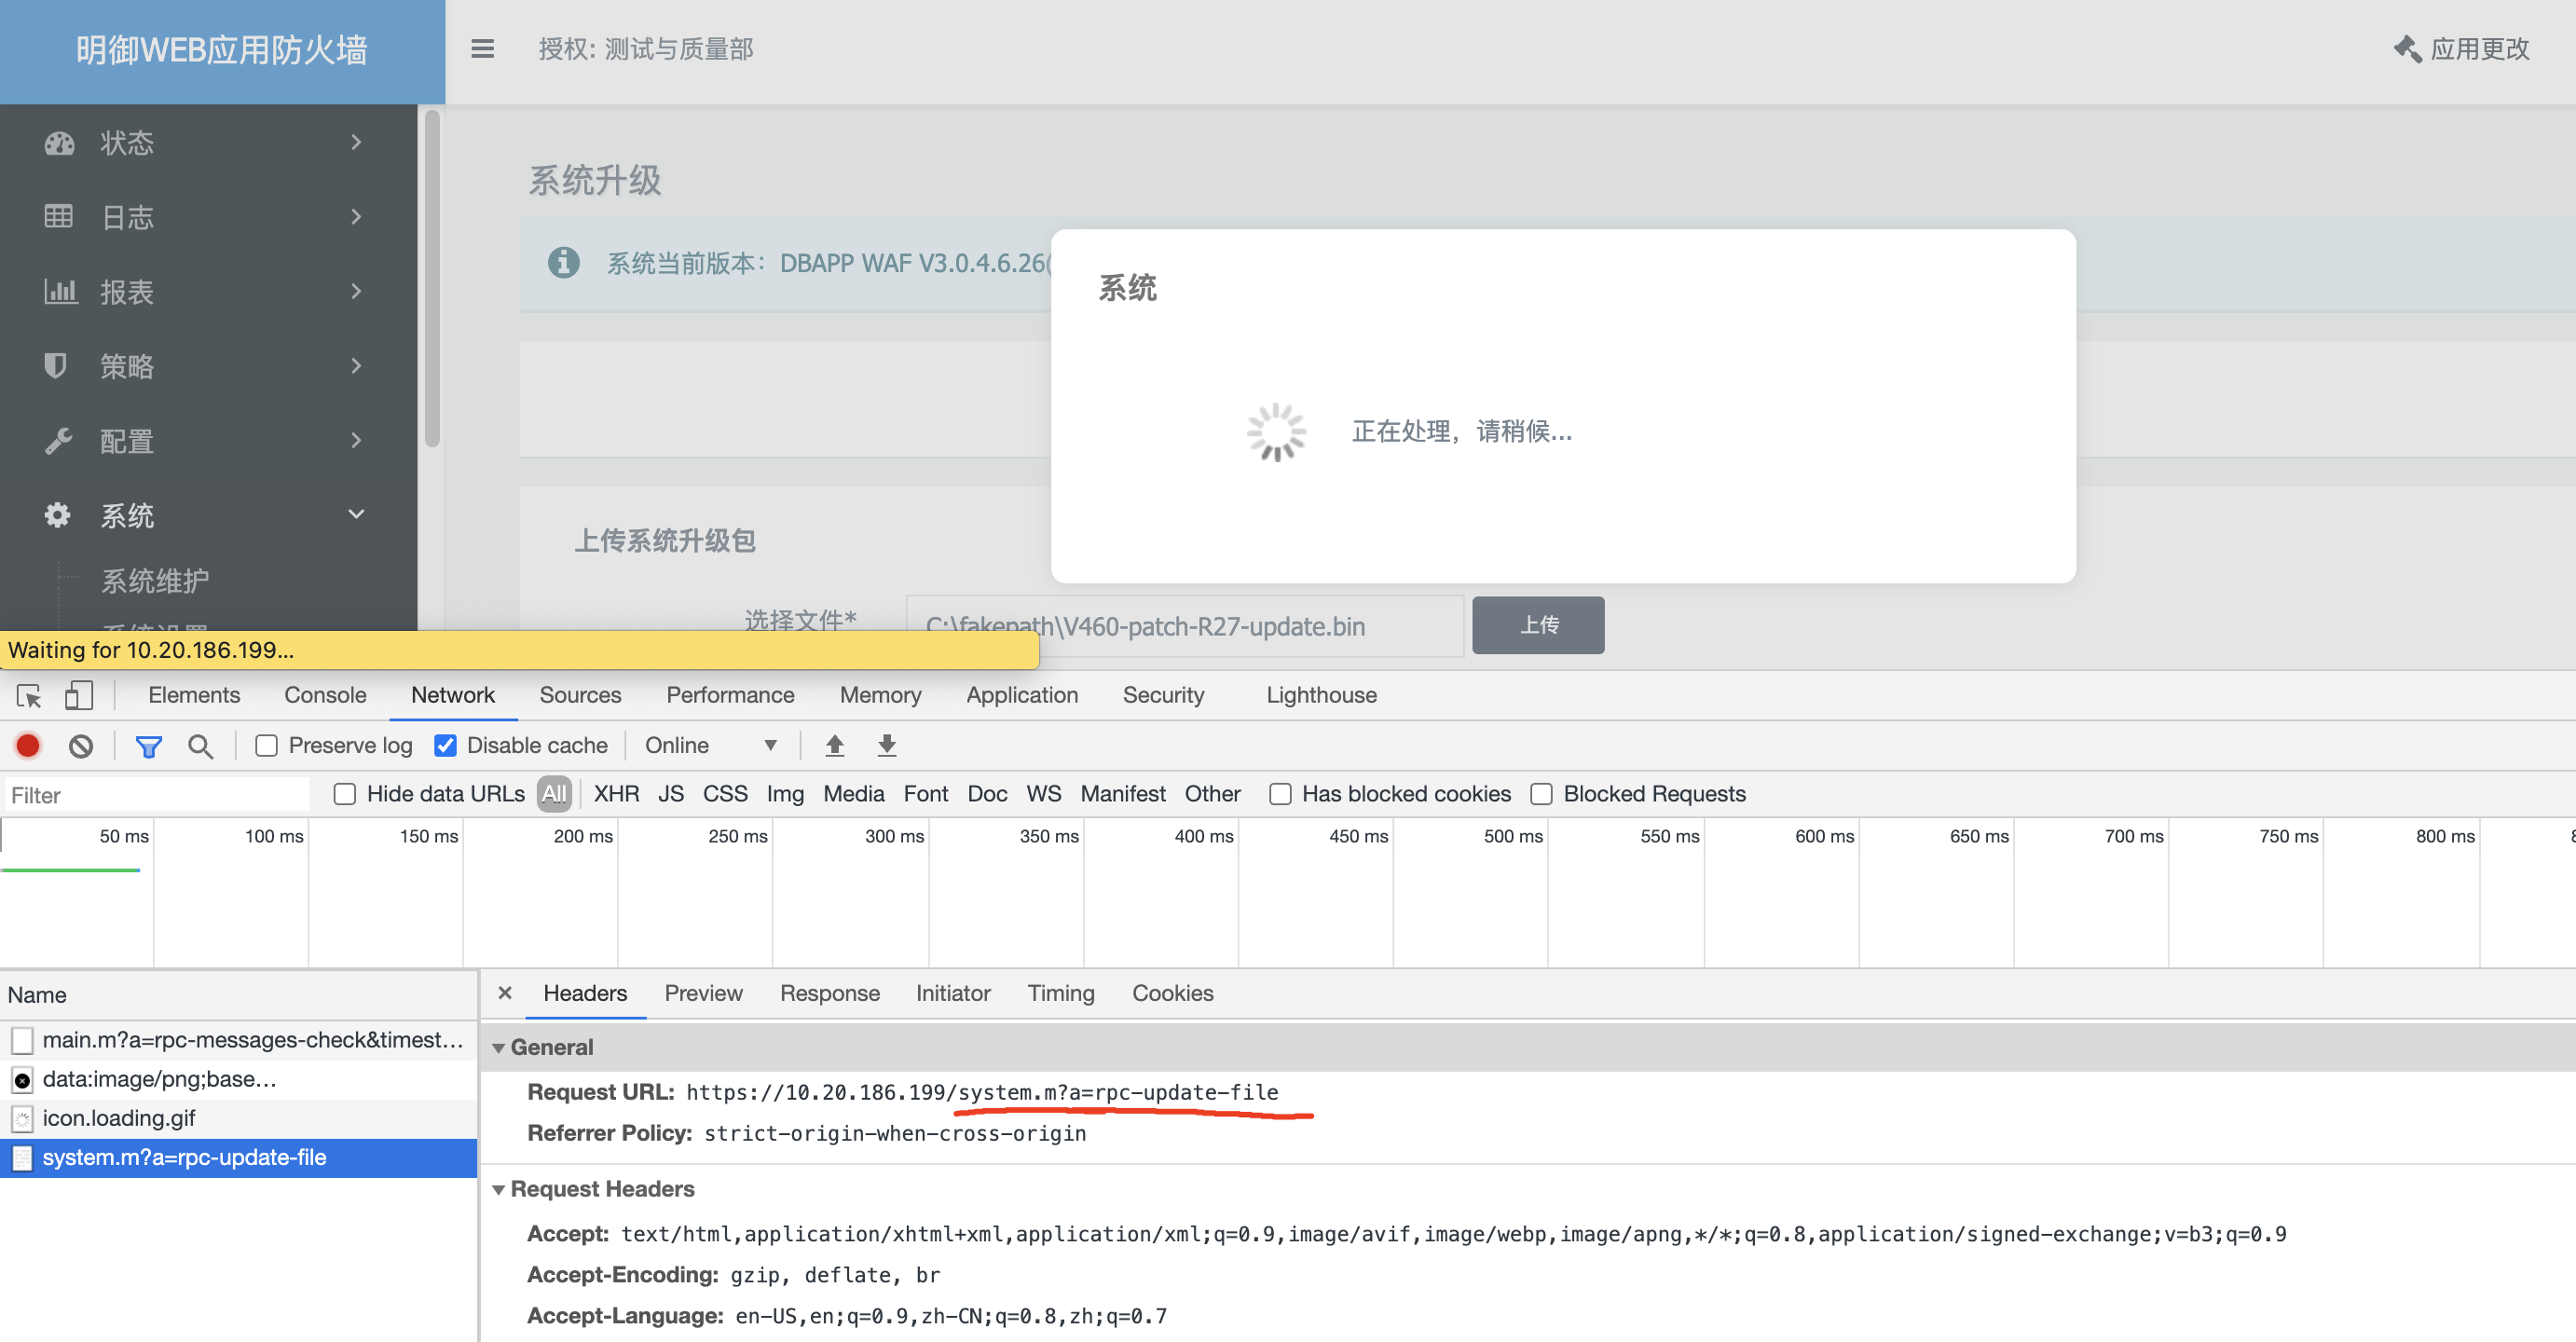 明御WEB应用防火墙
授权: 测试与质量部
应用更改
状态
日志
报表
策略
配置
系统
系统维护
系统升级
系统当前版本：DBAPP WAF V3.0.4.6.26(
系统
正在处理，请稍候...
上传系统升级包
选择文件*
C:\fakepath\V460-patch-R27-update.bin
上传
Waiting for 10.20.186.199...
Elements Console Network Sources Performance Memory Application Security Lighthouse
Preserve log Disable cache Online
Filter Hide data URLs All XHR JS CSS Img Media Font Doc WS Manifest Other Has blocked cookies Blocked Requests
50 ms 100 ms 150 ms 200 ms 250 ms 300 ms 350 ms 400 ms 450 ms 500 ms 550 ms 600 ms 650 ms 700 ms 750 ms 800 ms
Name
main.m?a=rpc-messages-check&timest...
data:image/png;base...
icon.loading.gif
system.m?a=rpc-update-file
× Headers Preview Response Initiator Timing Cookies
General
Request URL: https://10.20.186.199/system.m?a=rpc-update-file
Referrer Policy: strict-origin-when-cross-origin
Request Headers
Accept: text/html,application/xhtml+xml,application/xml;q=0.9,image/avif,image/webp,image/apng,*/*;q=0.8,application/signed-exchange;v=b3;q=0.9
Accept-Encoding: gzip, deflate, br
Accept-Language: en-US,en;q=0.9,zh-CN;q=0.8,zh;q=0.7